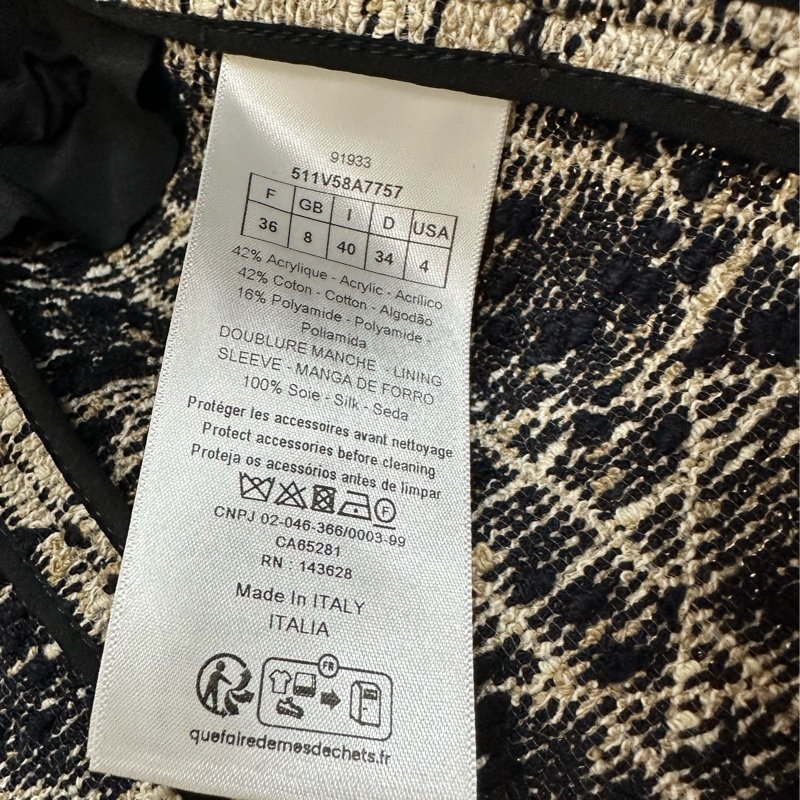 91933
511V58A7757
F GB I D USA
36 8 40 34 4
42% Acrylique - Acrylic - Acrílico
42% Coton - Cotton - Algodão
16% Polyamide - Polyamide -
Poliamida
DOUBLURE MANCHE - LINING
SLEEVE - MANGA DE FORRO
100% Soie - Silk - Seda
Protéger les accessoires avant nettoyage
Protect accessories before cleaning
Proteja os acessórios antes de limpar
F
CNPJ 02-046-366/0003-99
CA65281
RN : 143628
Made In ITALY
ITALIA
FR
quefairedemesdechets.fr